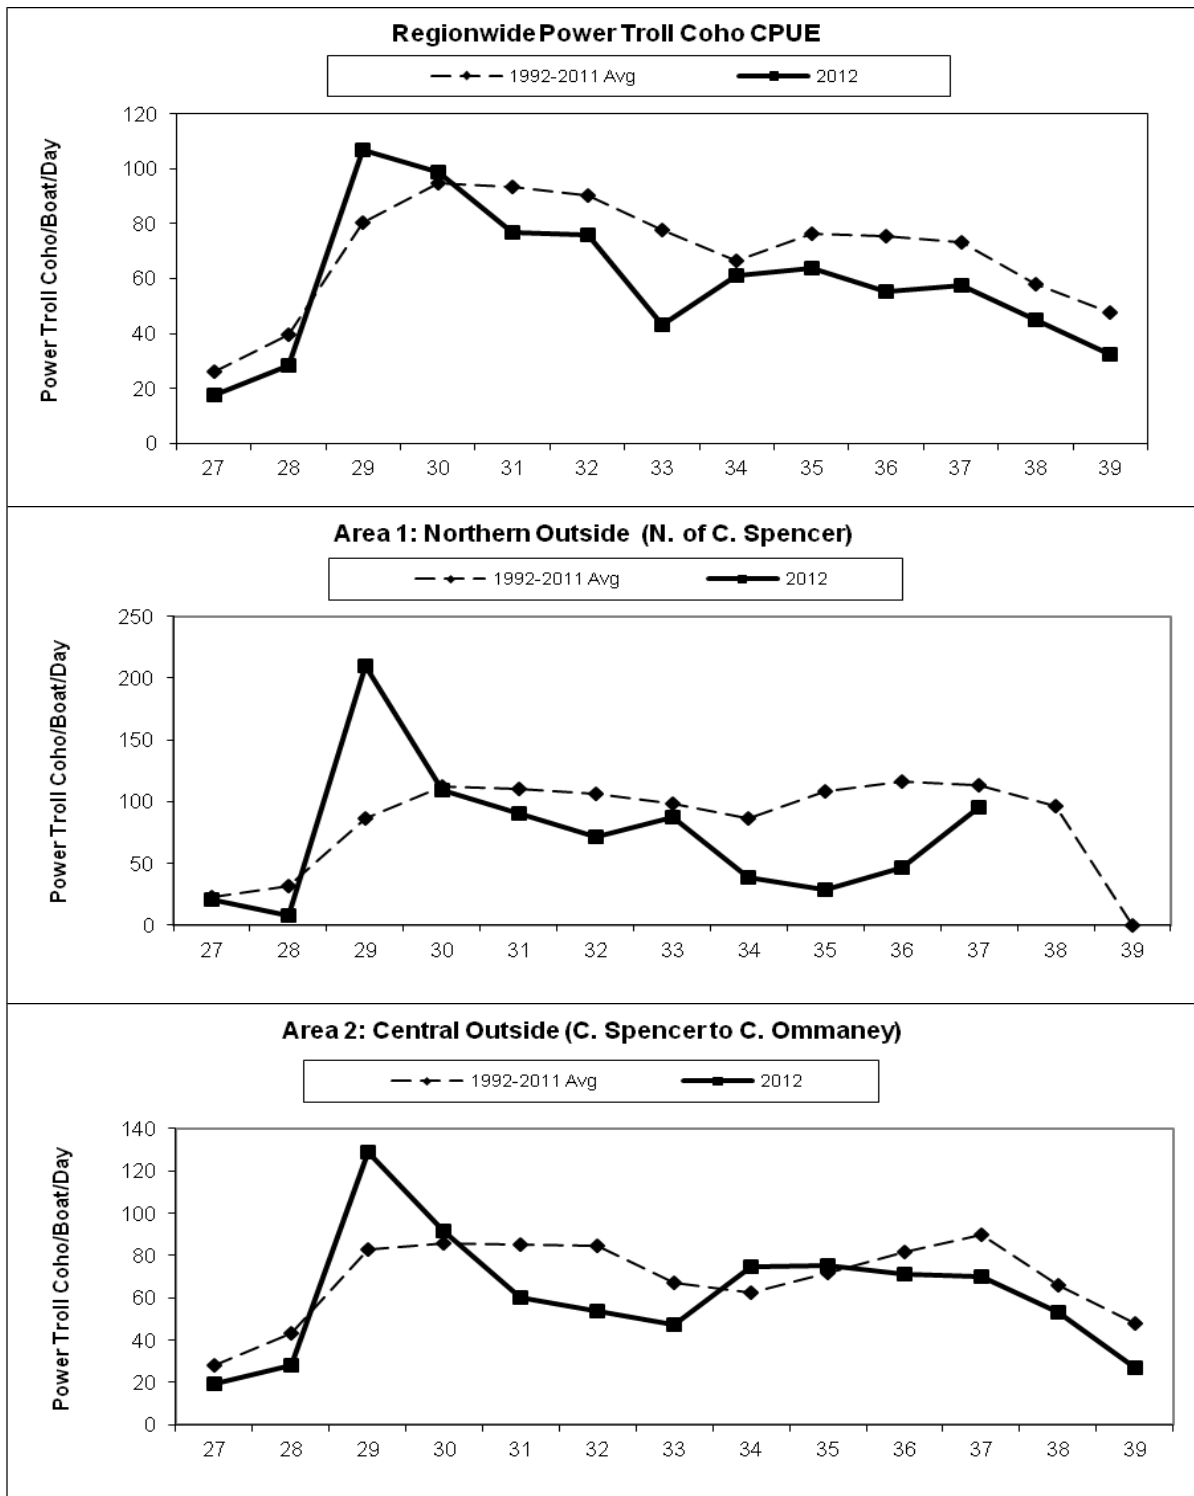 Regionwide Power Troll Coho CPUE
1992-2011 Avg 2012
Power Troll Coho/Boat/Day
120
100
80
60
40
20
0
27 28 29 30 31 32 33 34 35 36 37 38 39
Area 1: Northern Outside (N. of C. Spencer)
1992-2011 Avg 2012
Power Troll Coho/Boat/Day
250
200
150
100
50
0
27 28 29 30 31 32 33 34 35 36 37 38 39
Area 2: Central Outside (C. Spencer to C. Ommaney)
1992-2011 Avg 2012
Power Troll Coho/Boat/Day
140
120
100
80
60
40
20
0
27 28 29 30 31 32 33 34 35 36 37 38 39